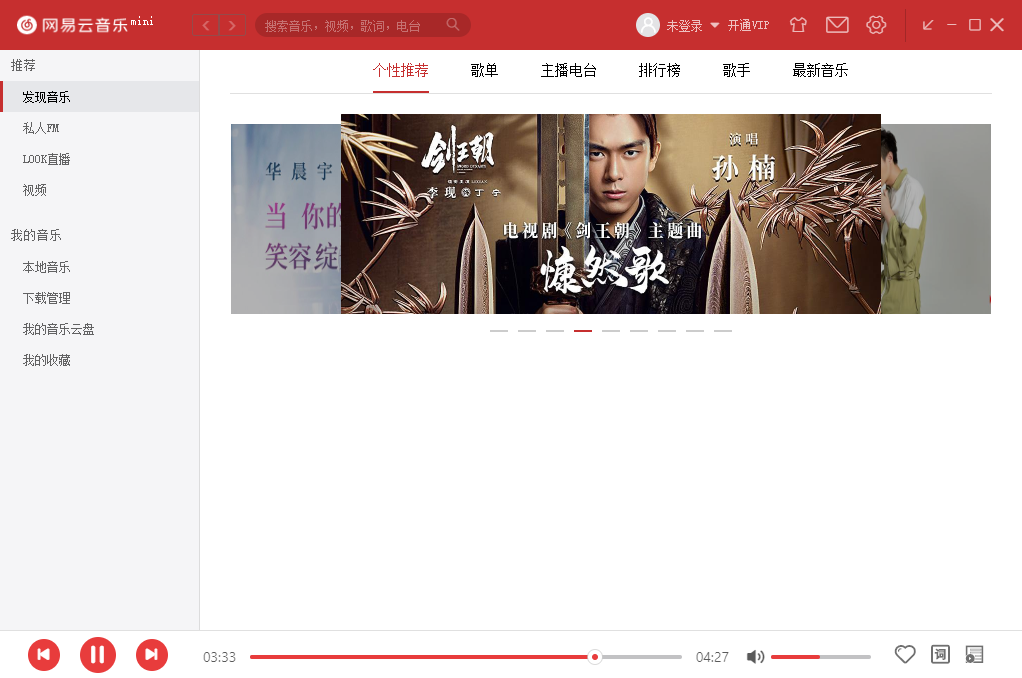 网易云音乐mini
搜索音乐，视频，歌词，电台
未登录
开通VIP
推荐
发现音乐
私人FM
LOOK直播
视频
我的音乐
本地音乐
下载管理
我的音乐云盘
我的收藏
个性推荐 歌单 主播电台 排行榜 歌手 最新音乐
华晨宇
当 你的
笑容绽
剑王朝
李现 丁宁
演唱
孙楠
电视剧《剑王朝》主题曲
慷然歌
03:33
04:27
词